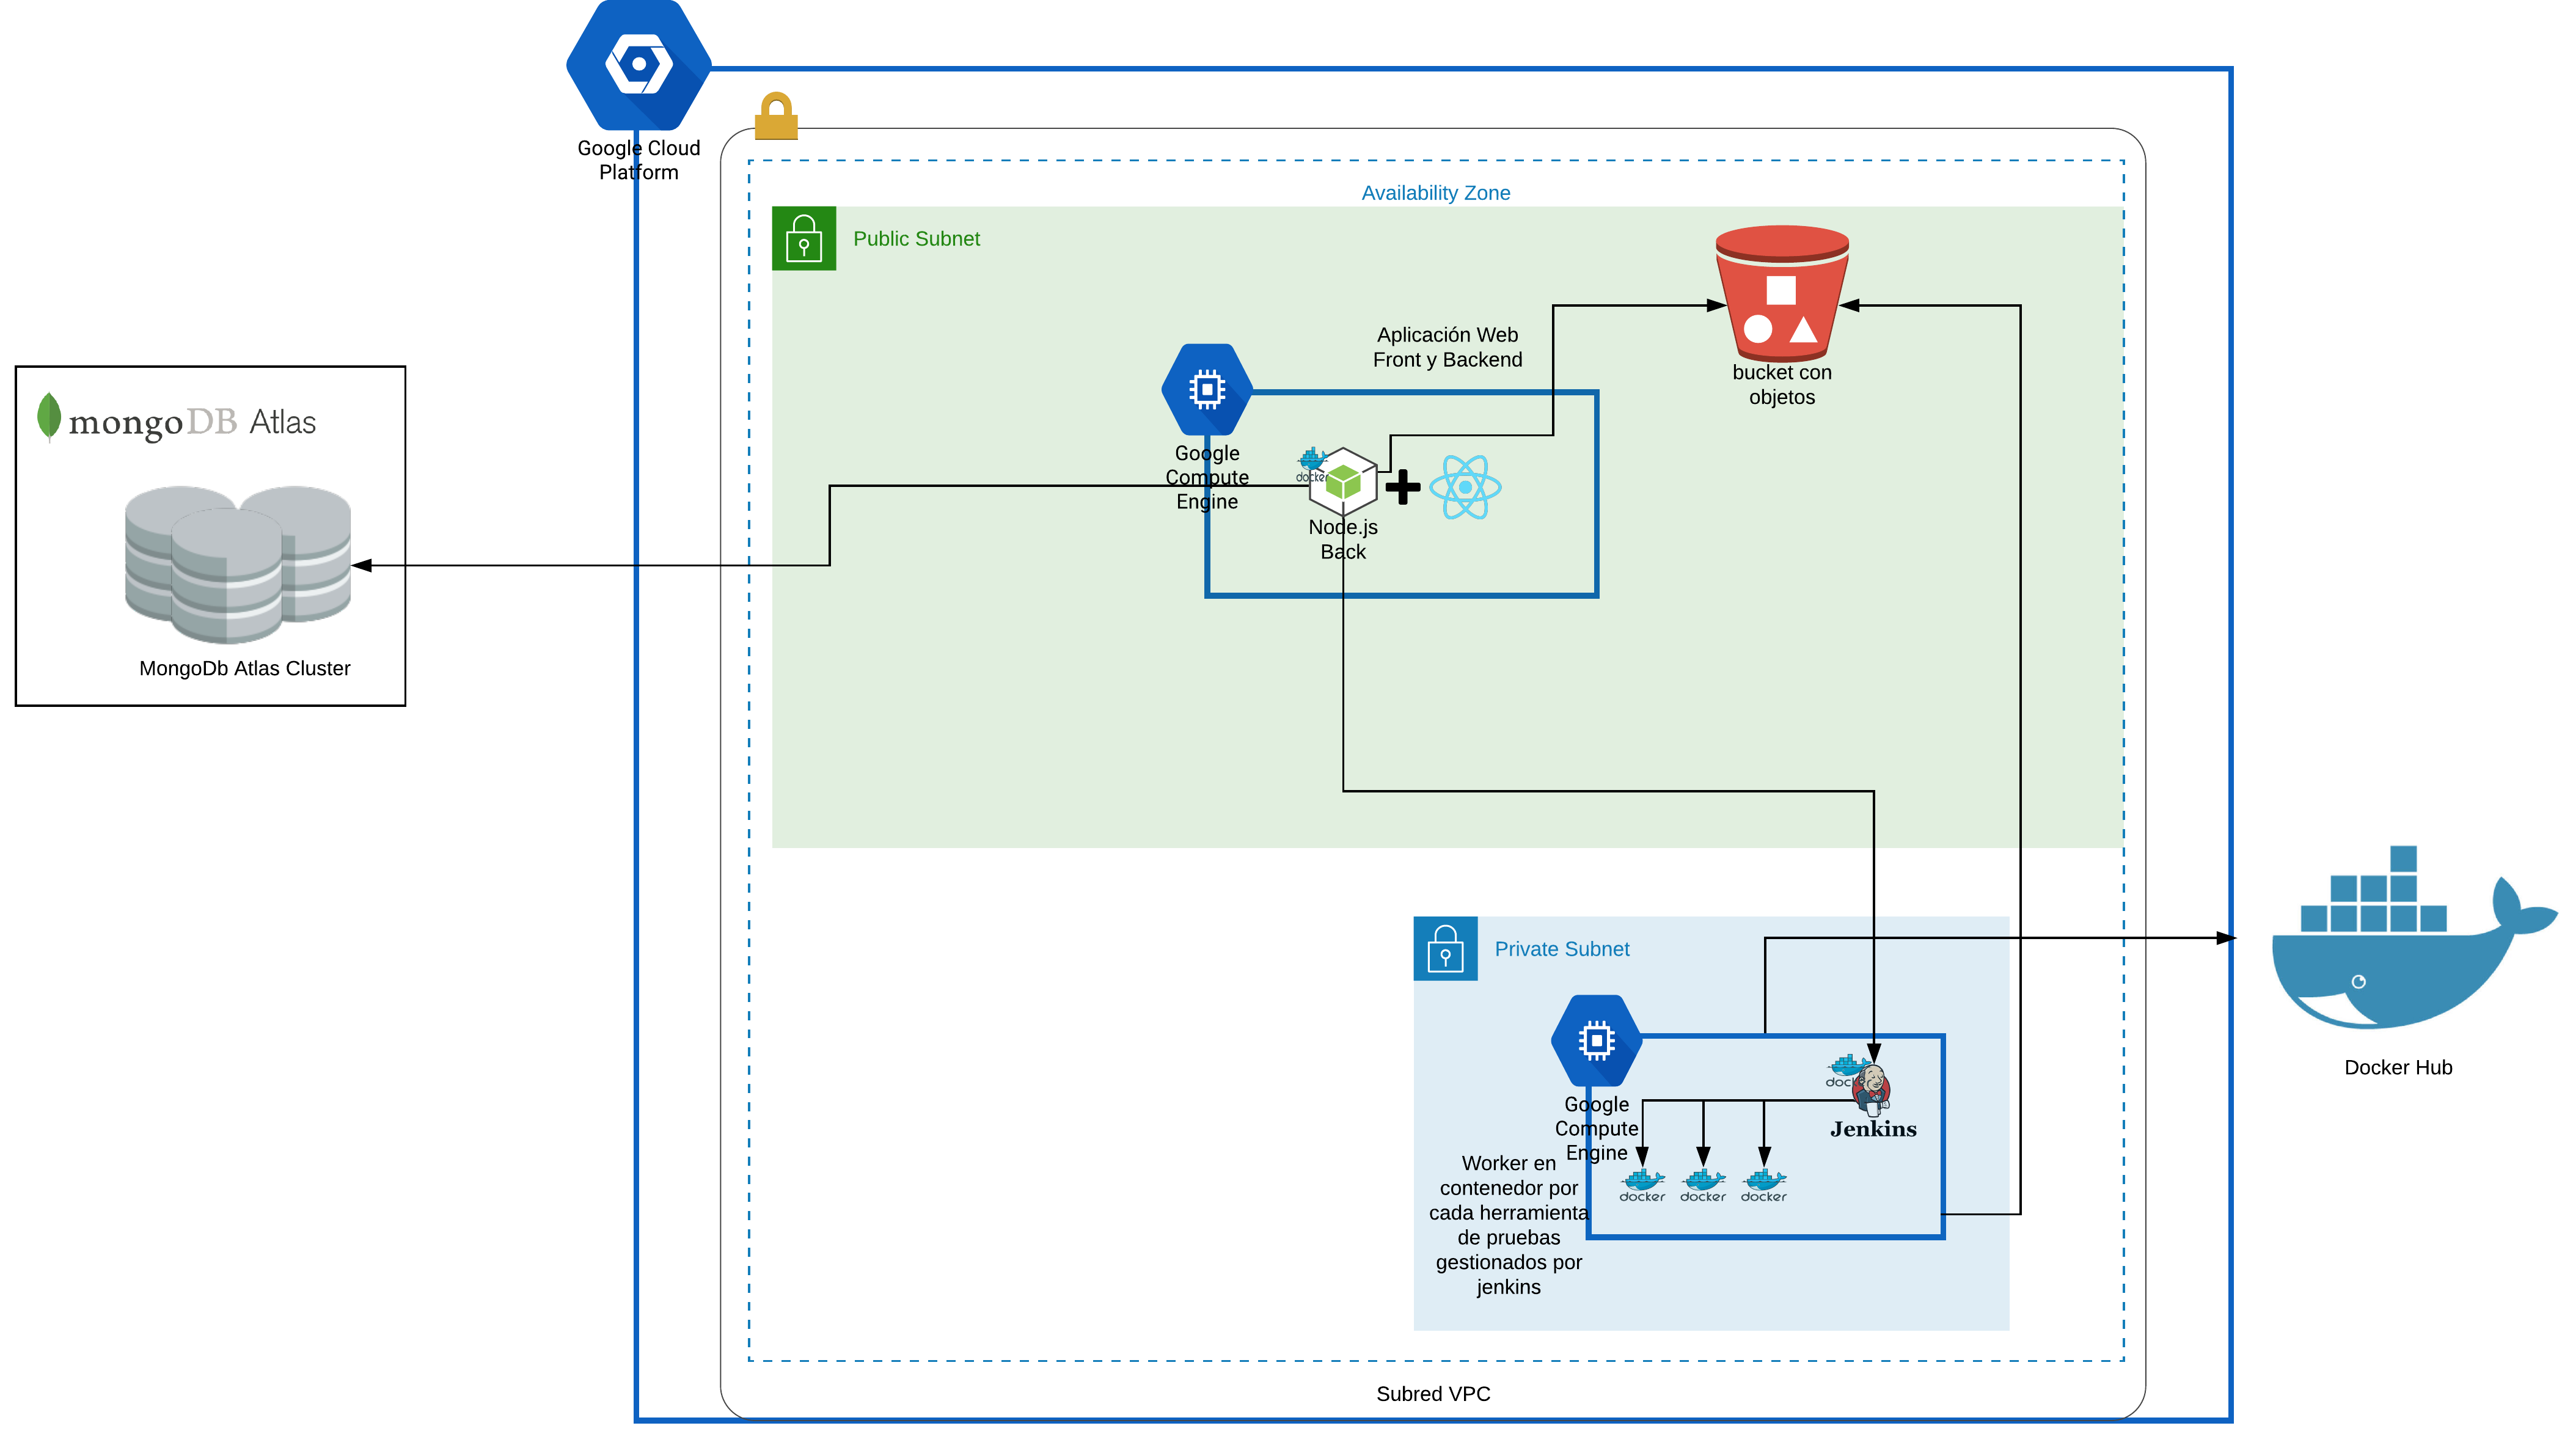 Google Cloud
Platform
Availability Zone
Public Subnet
Aplicación Web
Front y Backend
bucket con
objetos
mongoDB Atlas
MongoDb Atlas Cluster
Google
Compute
Engine
docker
Node.js
Back
Private Subnet
Google
Compute
Engine
docker
Jenkins
docker
docker
docker
Worker en
contenedor por
cada herramienta
de pruebas
gestionados por
jenkins
Docker Hub
Subred VPC